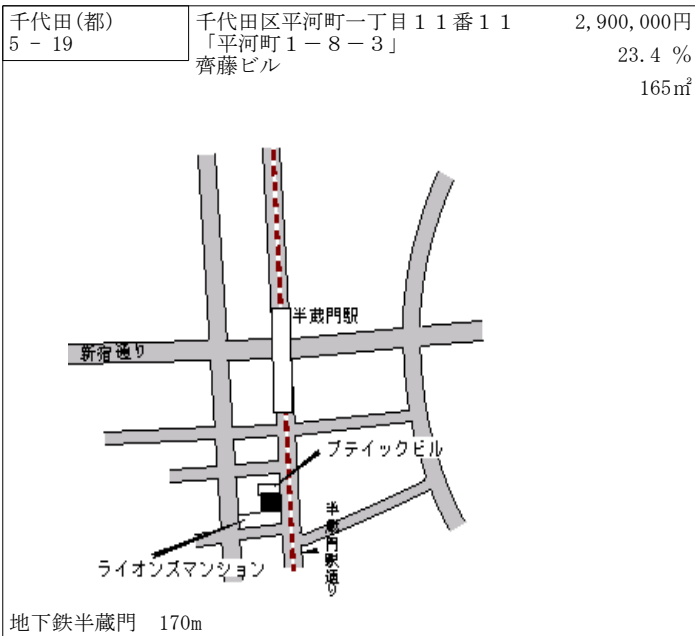 千代田(都)
5 - 19
千代田区平河町一丁目１１番１１
「平河町１－８－３」
齊藤ビル
2,900,000円
23.4 %
165㎡
半蔵門駅
新宿通り
ブテイックビル
半蔵門駅通り
ライオンズマンション
地下鉄半蔵門　170m